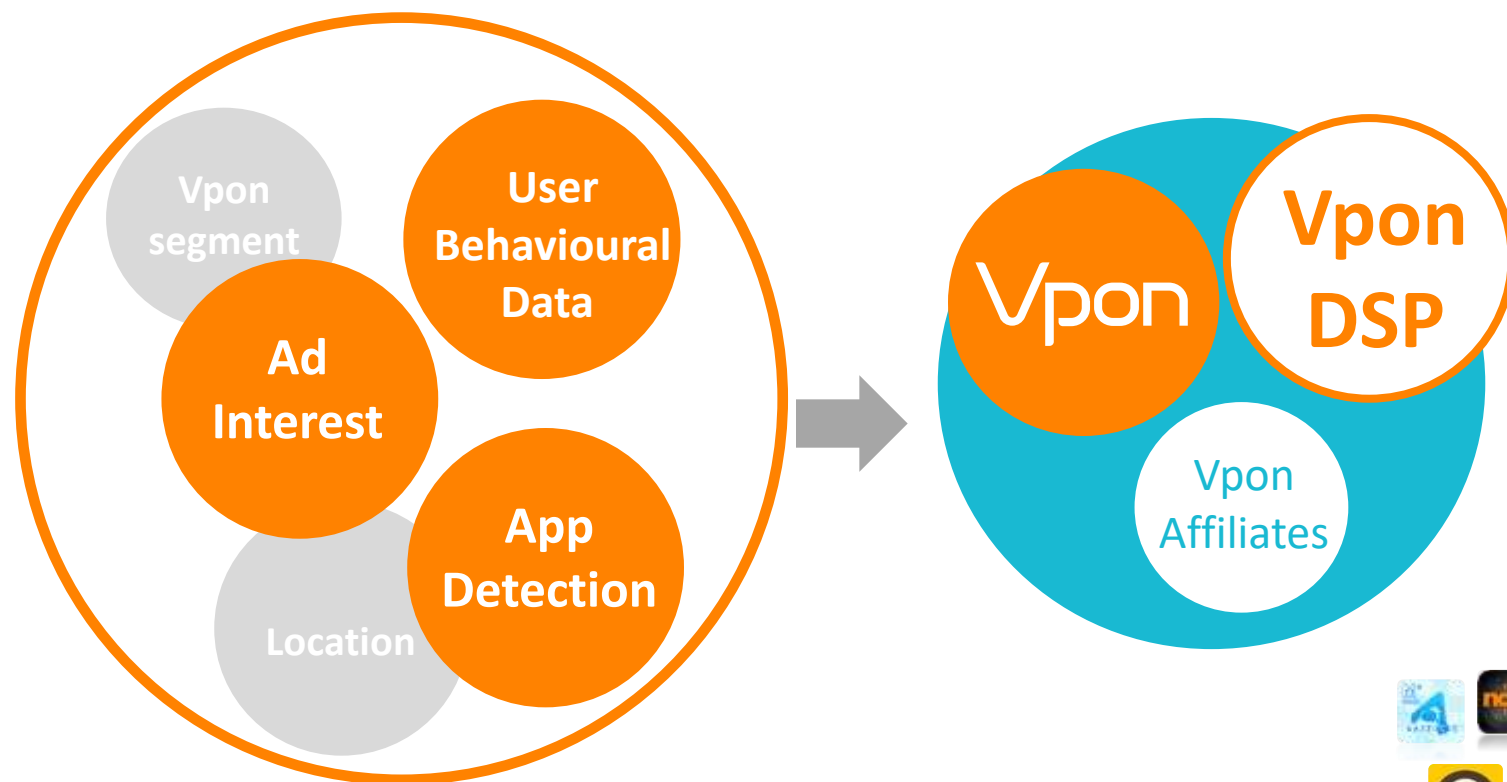 Vpon
segment
User
Behavioural
Data
Ad
Interest
App
Detection
Location
Vpon
Vpon
DSP
Vpon
Affiliates